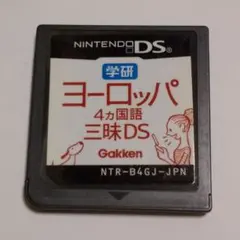 NINTENDO DS
学研
ヨーロッパ
4ヵ国語
三昧DS
Gakken
NTR-B4GJ-JPN